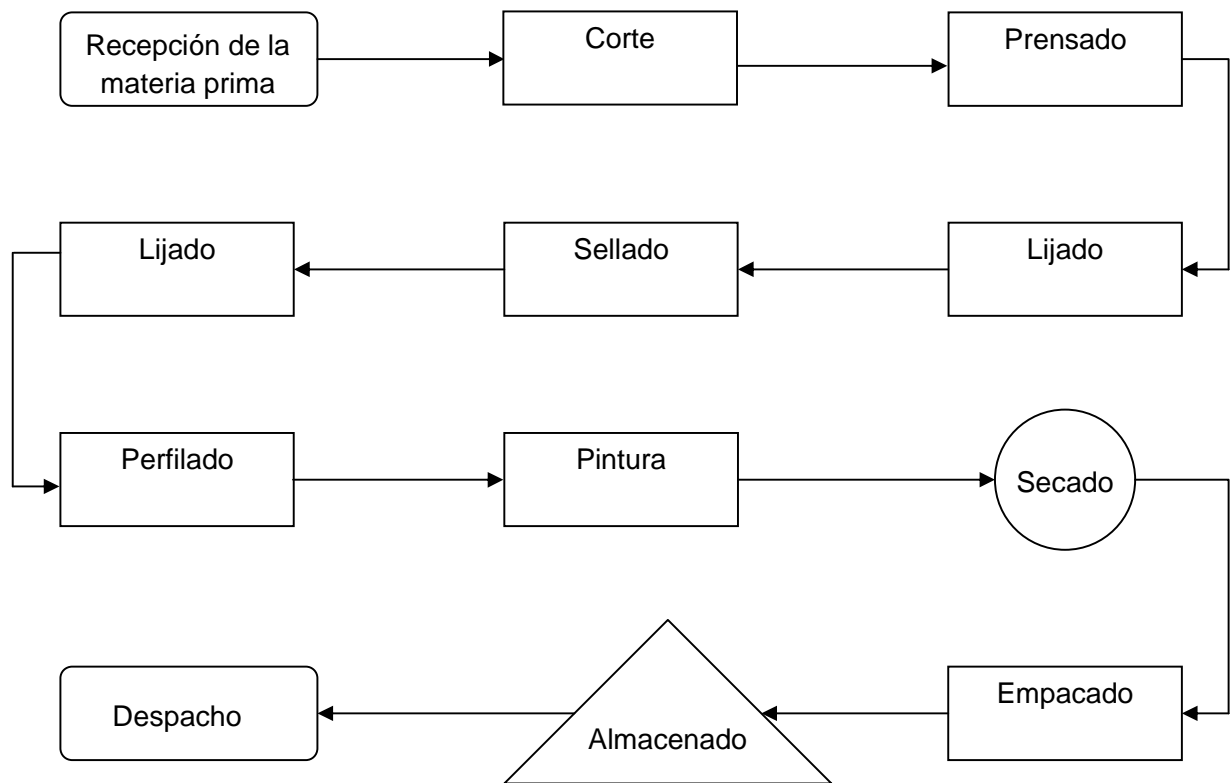 Recepción de la
materia prima
Corte
Prensado
Lijado
Sellado
Lijado
Perfilado
Pintura
Secado
Empacado
Almacenado
Despacho